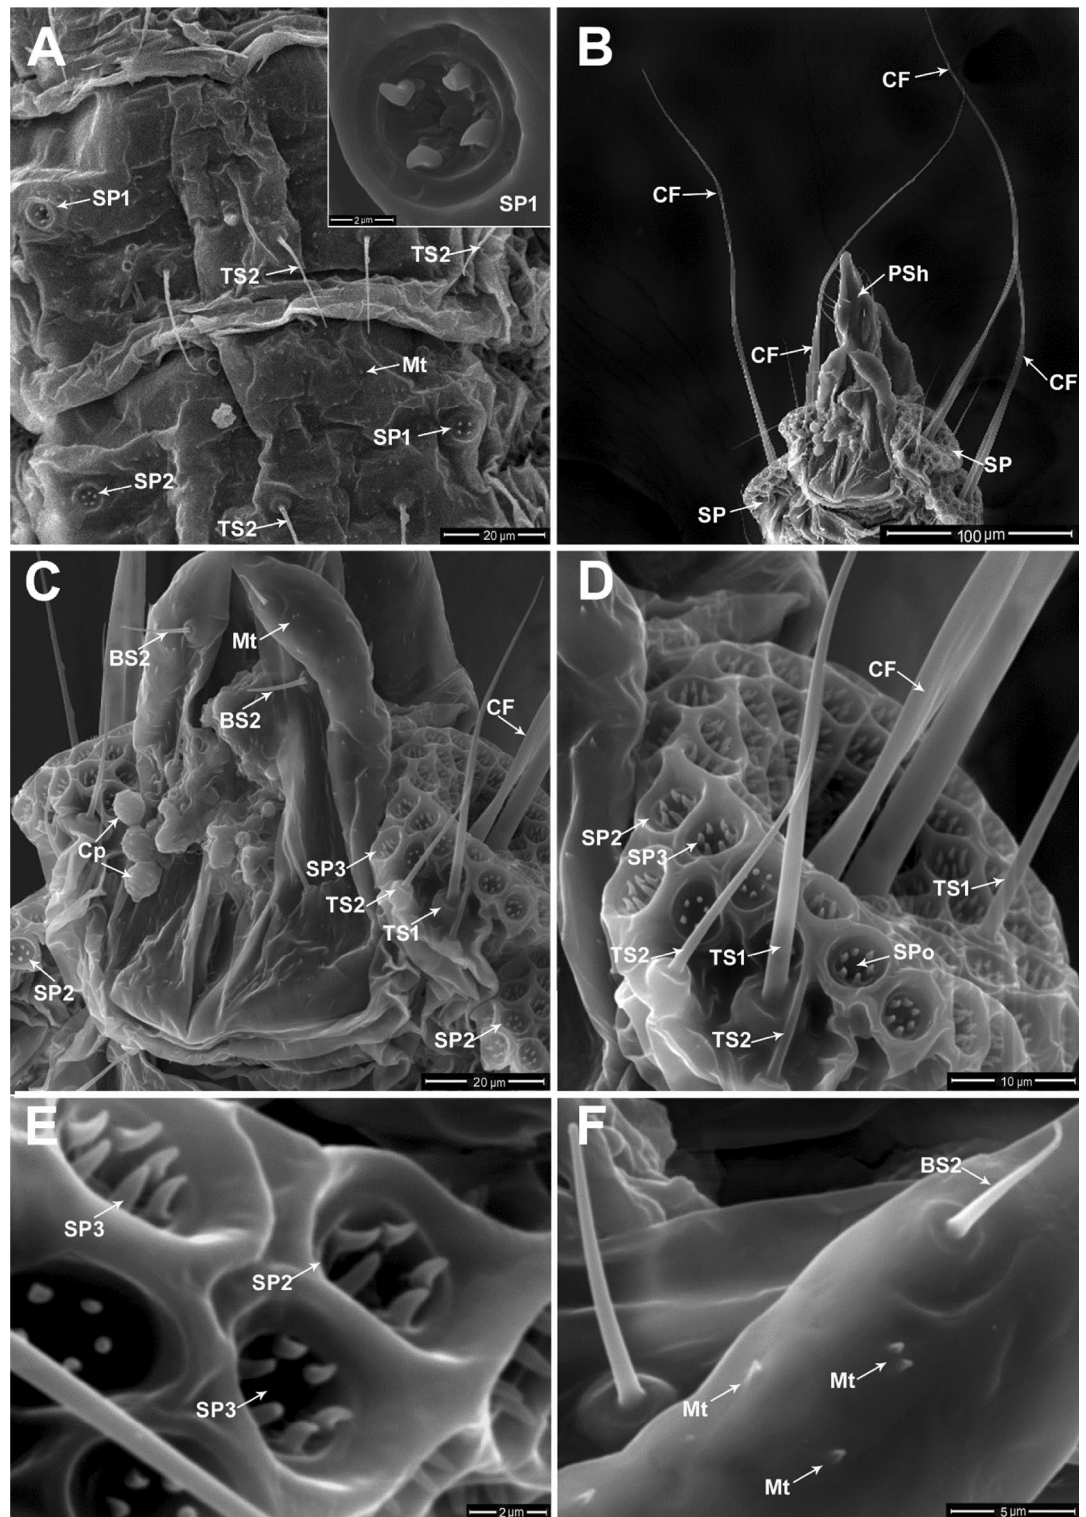 A
SP1
SP1
2 µm
TS2
TS2
Mt
SP1
SP2
TS2
20 µm
B
CF
CF
PSh
CF
CF
SP
SP
100 µm
C
BS2
Mt
BS2
CF
Cp
SP3
TS2
TS1
SP2
SP2
20 µm
D
CF
SP2
SP3
TS1
TS2
TS1
SPo
TS2
10 µm
E
SP3
SP2
SP3
2 µm
F
BS2
Mt
Mt
Mt
5 µm